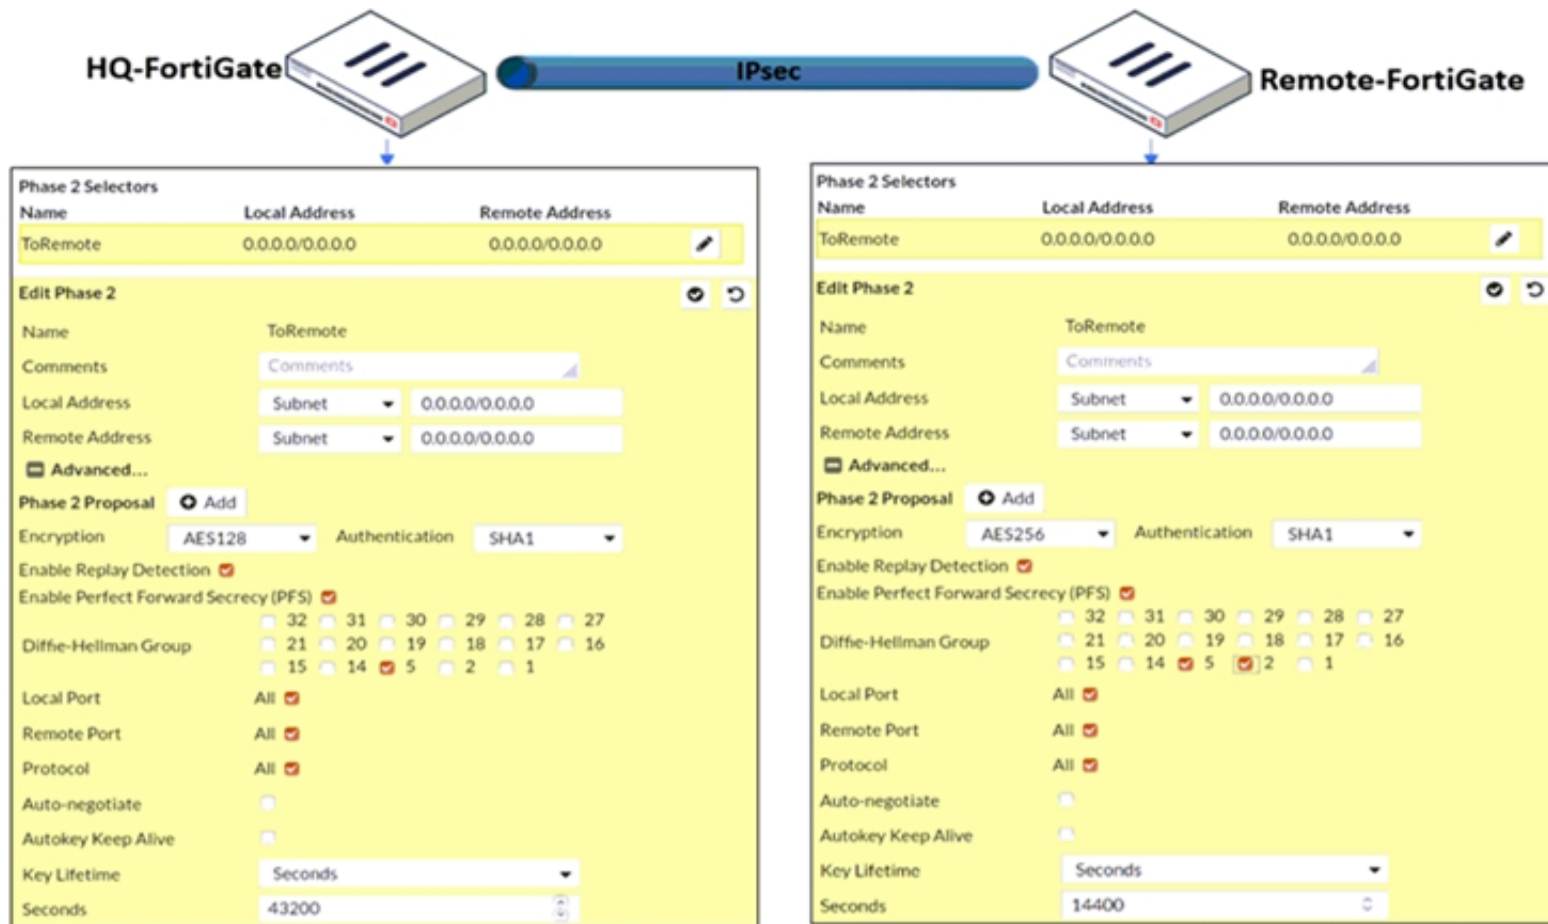 HQ-FortiGate
IPsec
Remote-FortiGate
Phase 2 Selectors
Name Local Address Remote Address
ToRemote 0.0.0.0/0.0.0.0 0.0.0.0/0.0.0.0
Edit Phase 2
Name ToRemote
Comments Comments
Local Address Subnet 0.0.0.0/0.0.0.0
Remote Address Subnet 0.0.0.0/0.0.0.0
Advanced...
Phase 2 Proposal Add
Encryption AES128 Authentication SHA1
Enable Replay Detection
Enable Perfect Forward Secrecy (PFS)
32 31 30 29 28 27
Diffie-Hellman Group 21 20 19 18 17 16
15 14 5 2 1
Local Port All
Remote Port All
Protocol All
Auto-negotiate
Autokey Keep Alive
Key Lifetime Seconds
Seconds 43200
Phase 2 Selectors
Name Local Address Remote Address
ToRemote 0.0.0.0/0.0.0.0 0.0.0.0/0.0.0.0
Edit Phase 2
Name ToRemote
Comments Comments
Local Address Subnet 0.0.0.0/0.0.0.0
Remote Address Subnet 0.0.0.0/0.0.0.0
Advanced...
Phase 2 Proposal Add
Encryption AES256 Authentication SHA1
Enable Replay Detection
Enable Perfect Forward Secrecy (PFS)
32 31 30 29 28 27
Diffie-Hellman Group 21 20 19 18 17 16
15 14 5 2 1
Local Port All
Remote Port All
Protocol All
Auto-negotiate
Autokey Keep Alive
Key Lifetime Seconds
Seconds 14400